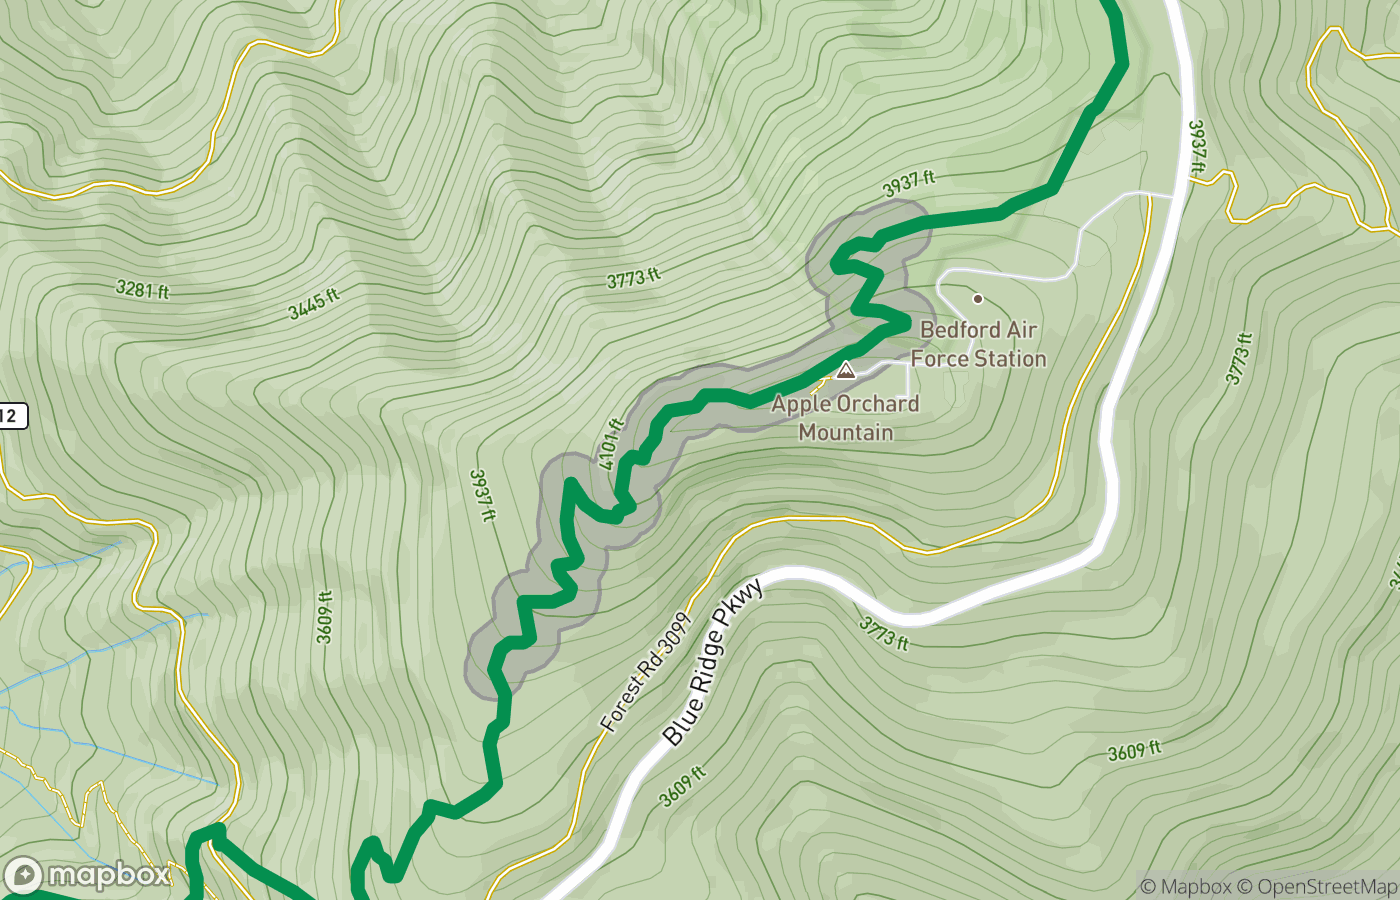 3937 ft
3937 ft
3773 ft
3281 ft
3445 ft
Bedford Air
Force Station
3773 ft
Apple Orchard
Mountain
12
4101 ft
3937 ft
3609 ft
Forest Rd 3099
Blue Ridge Pkwy
3773 ft
3609 ft
3609 ft
mapbox
© Mapbox © OpenStreetMap